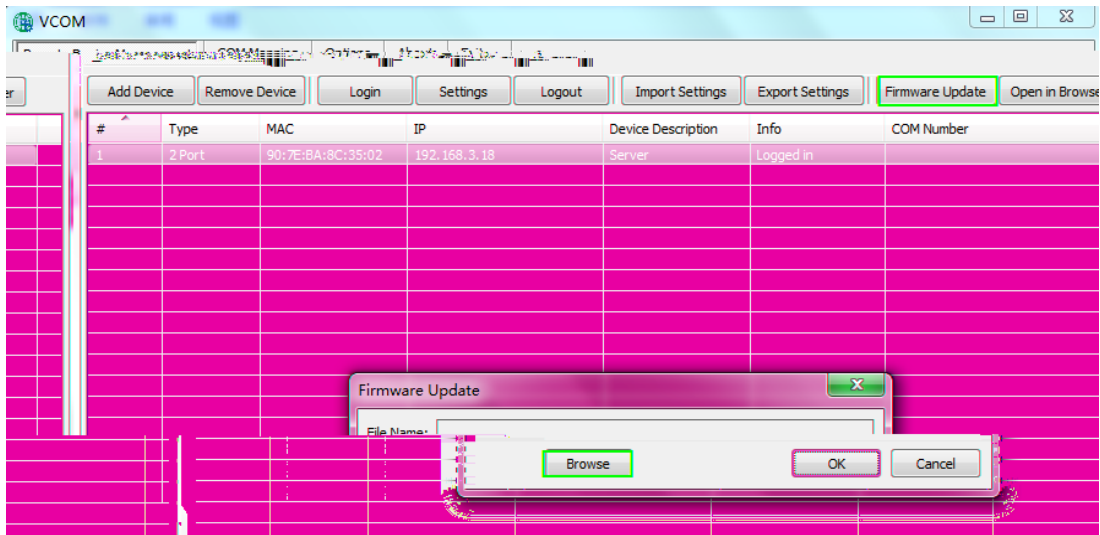 VCOM
er Add Device Remove Device Login Settings Logout Import Settings Export Settings Firmware Update Open in Browse
# Type MAC IP Device Description Info COM Number
1 2 Port 90:7E:BA:8C:35:02 192.168.3.18 Server Logged in
Firmware Update
File Name:
Browse OK Cancel